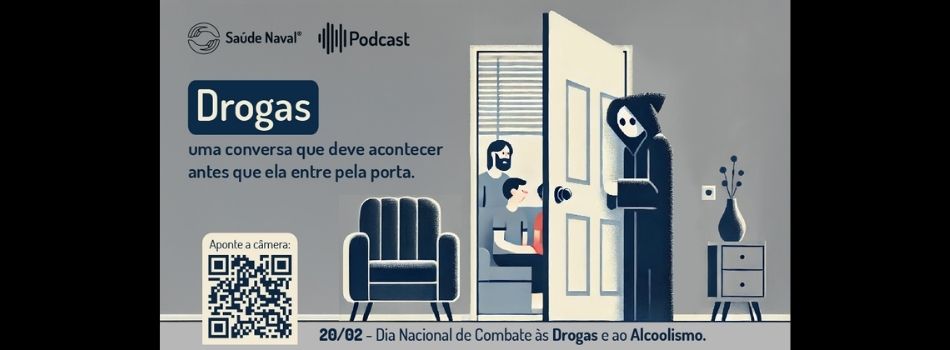 Saúde Naval®
Podcast
Drogas
uma conversa que deve acontecer
antes que ela entre pela porta.
Aponte a câmera:
20/02 - Dia Nacional de Combate às Drogas e ao Alcoolismo.